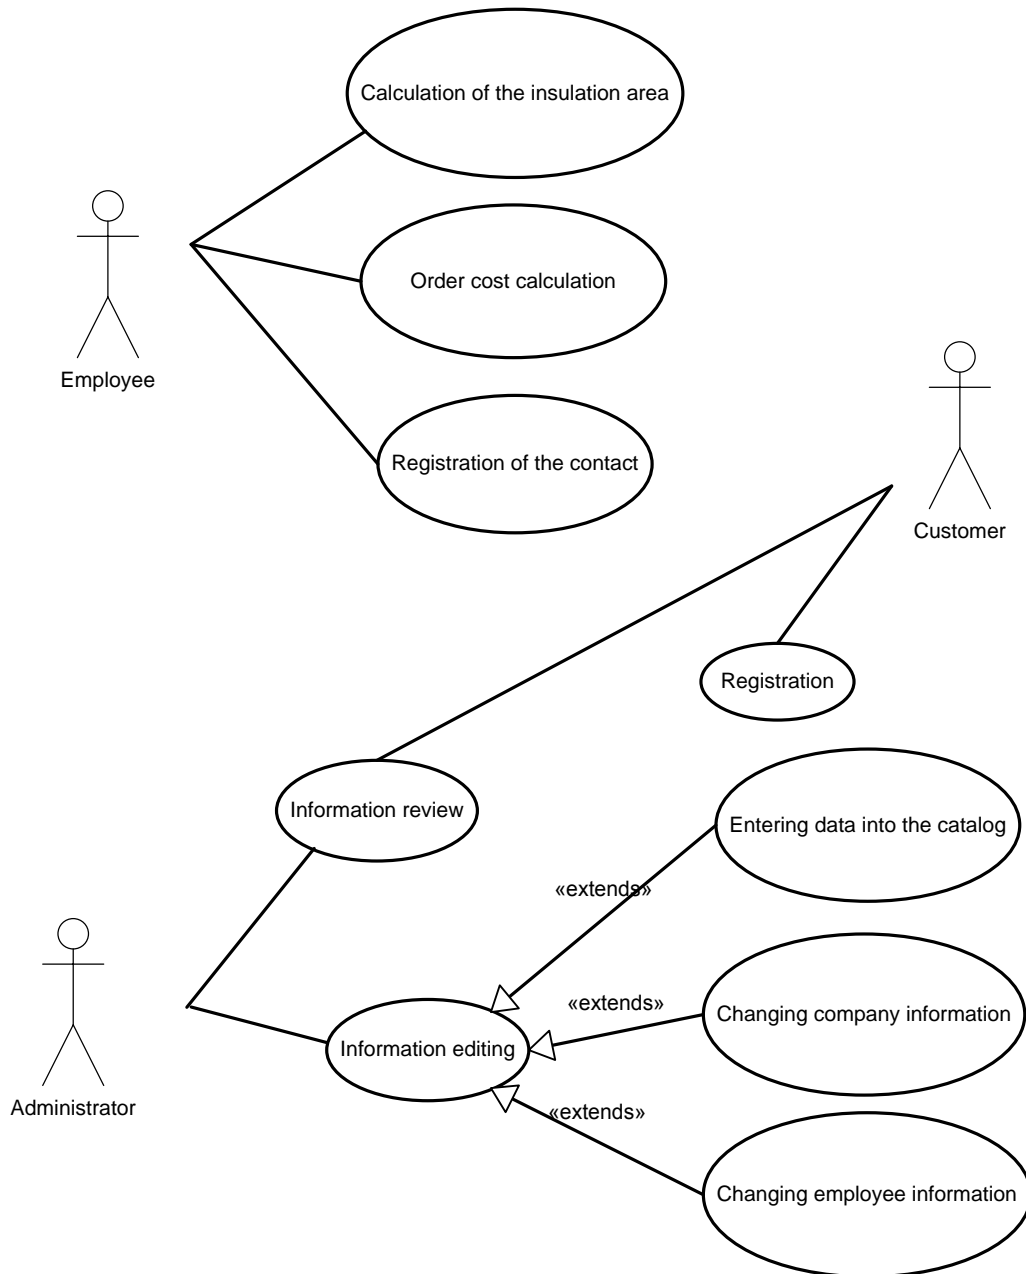 Calculation of the insulation area
Order cost calculation
Employee
Registration of the contact
Customer
Registration
Information review
Entering data into the catalog
«extends»
«extends»
Changing company information
Information editing
Administrator
«extends»
Changing employee information